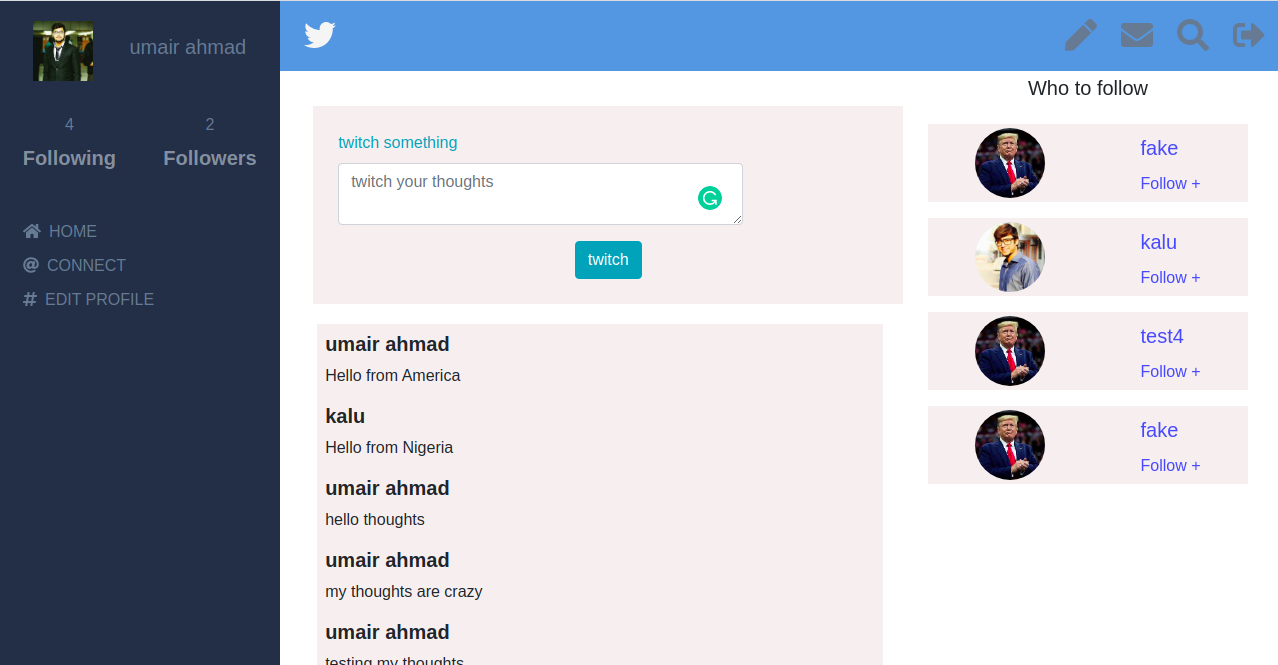 umair ahmad
4 2
Following Followers
HOME
CONNECT
EDIT PROFILE
twitch something
twitch your thoughts
twitch
umair ahmad
Hello from America
kalu
Hello from Nigeria
umair ahmad
hello thoughts
umair ahmad
my thoughts are crazy
umair ahmad
testing my thoughts
Who to follow
fake
Follow +
kalu
Follow +
test4
Follow +
fake
Follow +